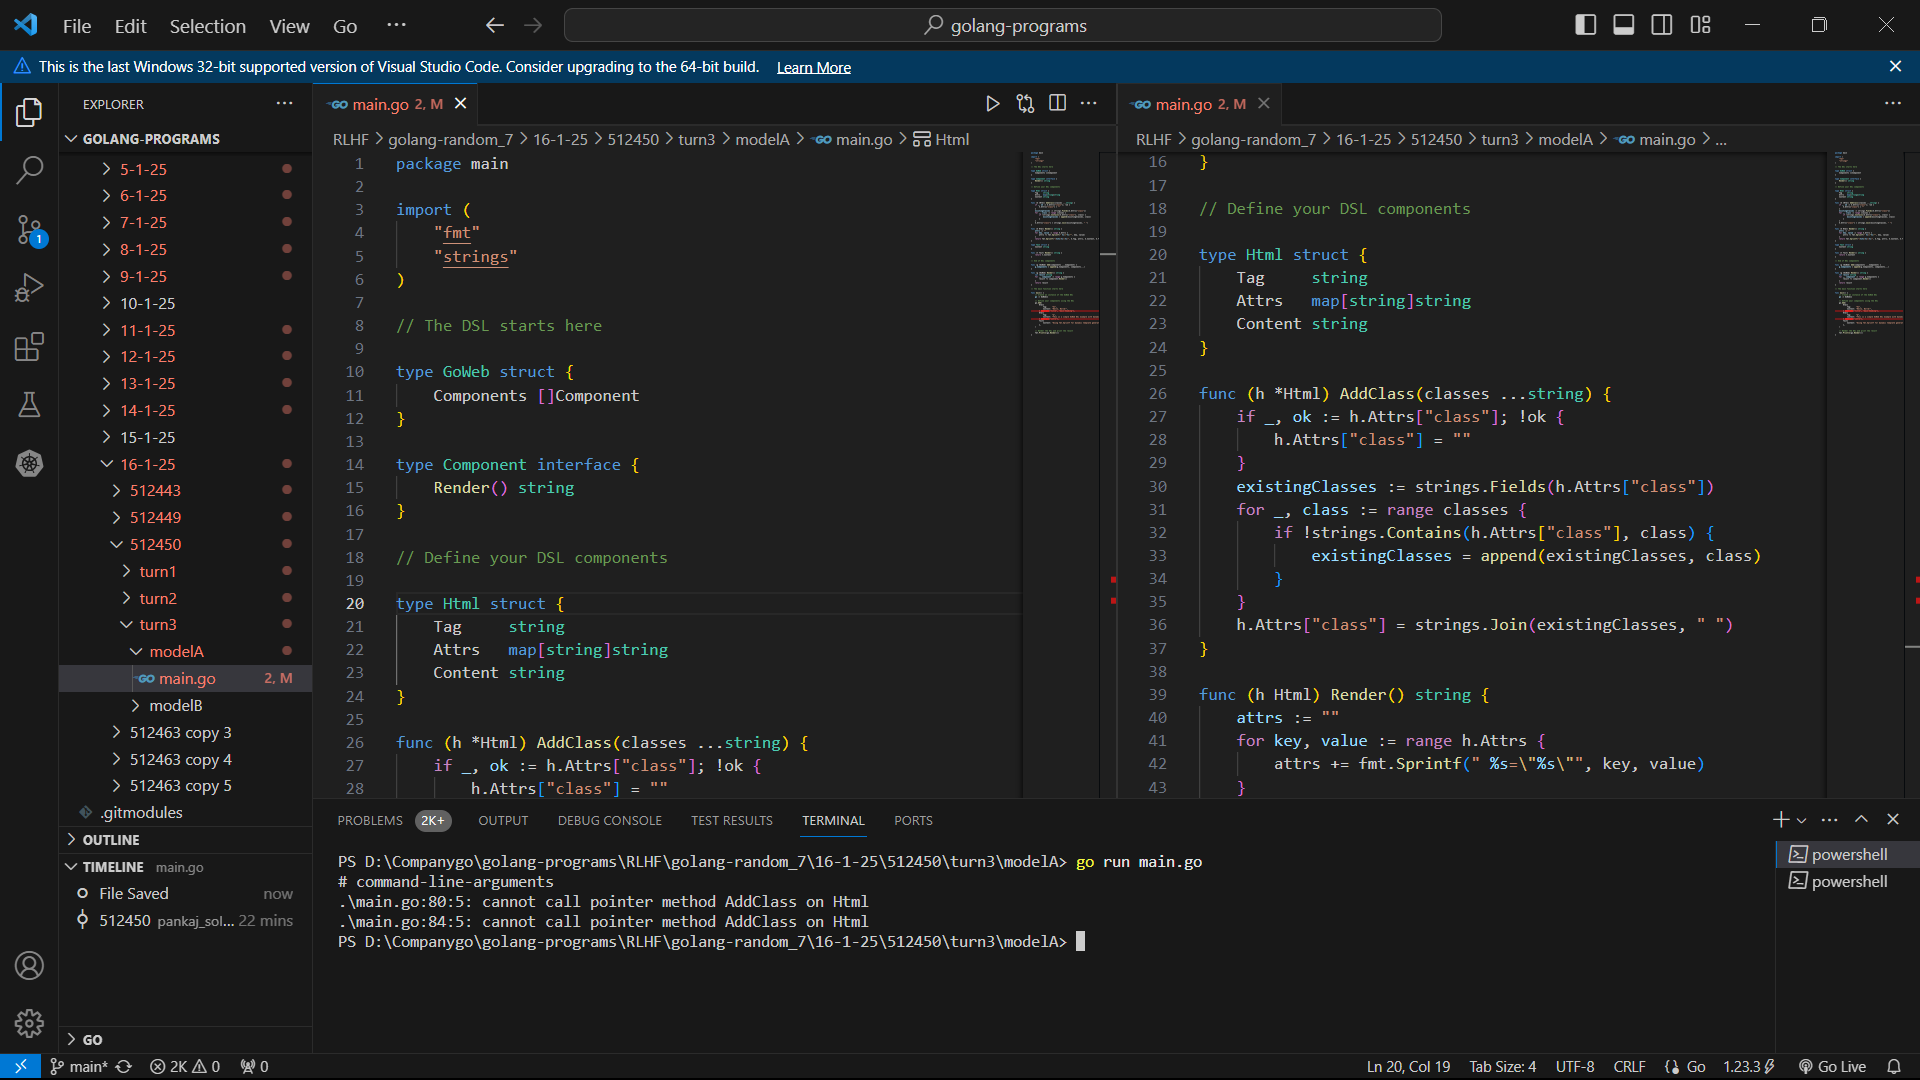 File Edit Selection View Go ···
golang-programs
This is the last Windows 32-bit supported version of Visual Studio Code. Consider upgrading to the 64-bit build. Learn More
EXPLORER
GOLANG-PROGRAMS
5-1-25
6-1-25
7-1-25
8-1-25
9-1-25
10-1-25
11-1-25
12-1-25
13-1-25
14-1-25
15-1-25
16-1-25
512443
512449
512450
turn1
turn2
turn3
modelA
main.go 2, M
modelB
512463 copy 3
512463 copy 4
512463 copy 5
.gitmodules
OUTLINE
TIMELINE main.go
File Saved now
512450 pankaj_sol... 22 mins
GO
1
main.go 2, M
RLHF > golang-random_7 > 16-1-25 > 512450 > turn3 > modelA > main.go > Html
1 package main
2
3 import (
4 "fmt"
5 "strings"
6 )
7
8 // The DSL starts here
9
10 type GoWeb struct {
11 Components []Component
12 }
13
14 type Component interface {
15 Render() string
16 }
17
18 // Define your DSL components
19
20 type Html struct {
21 Tag string
22 Attrs map[string]string
23 Content string
24 }
25
26 func (h *Html) AddClass(classes ...string) {
27 if _, ok := h.Attrs["class"]; !ok {
28 h.Attrs["class"] = ""
main.go 2, M
RLHF > golang-random_7 > 16-1-25 > 512450 > turn3 > modelA > main.go > ...
16 }
17
18 // Define your DSL components
19
20 type Html struct {
21 Tag string
22 Attrs map[string]string
23 Content string
24 }
25
26 func (h *Html) AddClass(classes ...string) {
27 if _, ok := h.Attrs["class"]; !ok {
28 h.Attrs["class"] = ""
29 }
30 existingClasses := strings.Fields(h.Attrs["class"])
31 for _, class := range classes {
32 if !strings.Contains(h.Attrs["class"], class) {
33 existingClasses = append(existingClasses, class)
34 }
35 }
36 h.Attrs["class"] = strings.Join(existingClasses, " ")
37 }
38
39 func (h Html) Render() string {
40 attrs := ""
41 for key, value := range h.Attrs {
42 attrs += fmt.Sprintf(" %s=\"%s\"", key, value)
43 }
PROBLEMS 2K+ OUTPUT DEBUG CONSOLE TEST RESULTS TERMINAL PORTS
PS D:\Companygo\golang-programs\RLHF\golang-random_7\16-1-25\512450\turn3\modelA> go run main.go
# command-line-arguments
.\main.go:80:5: cannot call pointer method AddClass on Html
.\main.go:84:5: cannot call pointer method AddClass on Html
PS D:\Companygo\golang-programs\RLHF\golang-random_7\16-1-25\512450\turn3\modelA>
powershell
powershell
main* 2K 0 0 Ln 20, Col 19 Tab Size: 4 UTF-8 CRLF Go 1.23.3 Go Live